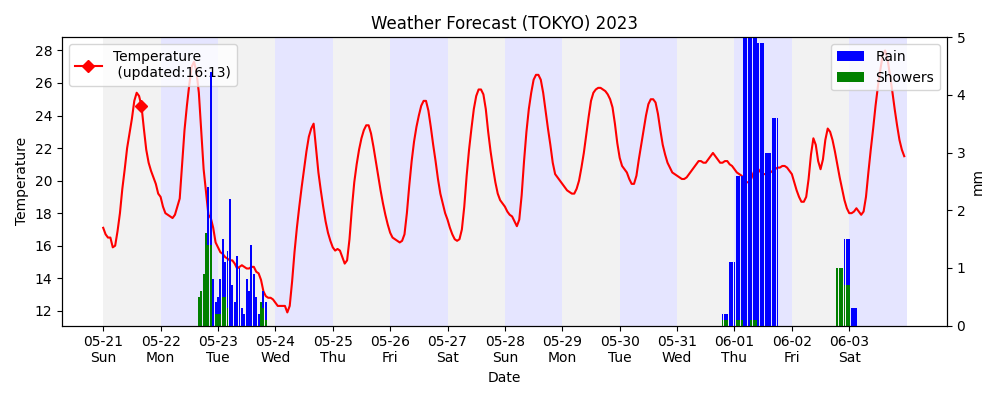 Weather Forecast (TOKYO) 2023
Temperature
(updated:16:13)
Rain
Showers
Temperature
28
26
24
22
20
18
16
14
12
5
4
3
2
1
0
mm
05-21 05-22 05-23 05-24 05-25 05-26 05-27 05-28 05-29 05-30 05-31 06-01 06-02 06-03
Sun Mon Tue Wed Thu Fri Sat Sun Mon Tue Wed Thu Fri Sat
Date